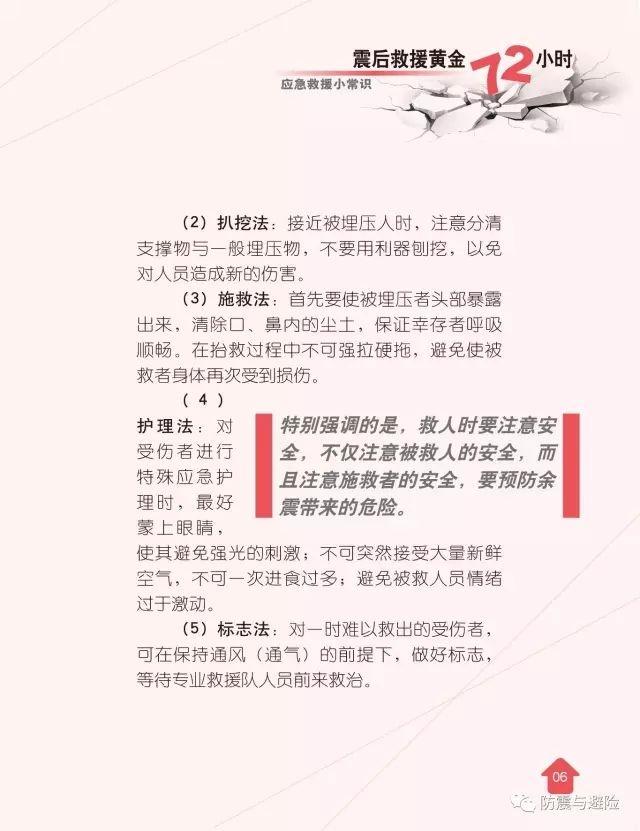 震后救援黄金72小时
应急救援小常识
（2）扒挖法：接近被埋压人时，注意分清
支撑物与一般埋压物，不要用利器刨挖，以免
对人员造成新的伤害。
（3）施救法：首先要使被埋压者头部暴露
出来，清除口、鼻内的尘土，保证幸存者呼吸
顺畅。在抬救过程中不可强拉硬拖，避免使被
救者身体再次受到损伤。
（4）
护理法：对
受伤者进行
特殊应急护
理时，最好
蒙上眼睛，
使其避免强光的刺激；不可突然接受大量新鲜
空气，不可一次进食过多；避免被救人员情绪
过于激动。
特别强调的是，救人时要注意安
全，不仅注意被救人的安全，而
且注意施救者的安全，要预防余
震带来的危险。
（5）标志法：对一时难以救出的受伤者，
可在保持通风（通气）的前提下，做好标志，
等待专业救援队人员前来救治。
06
防震与避险